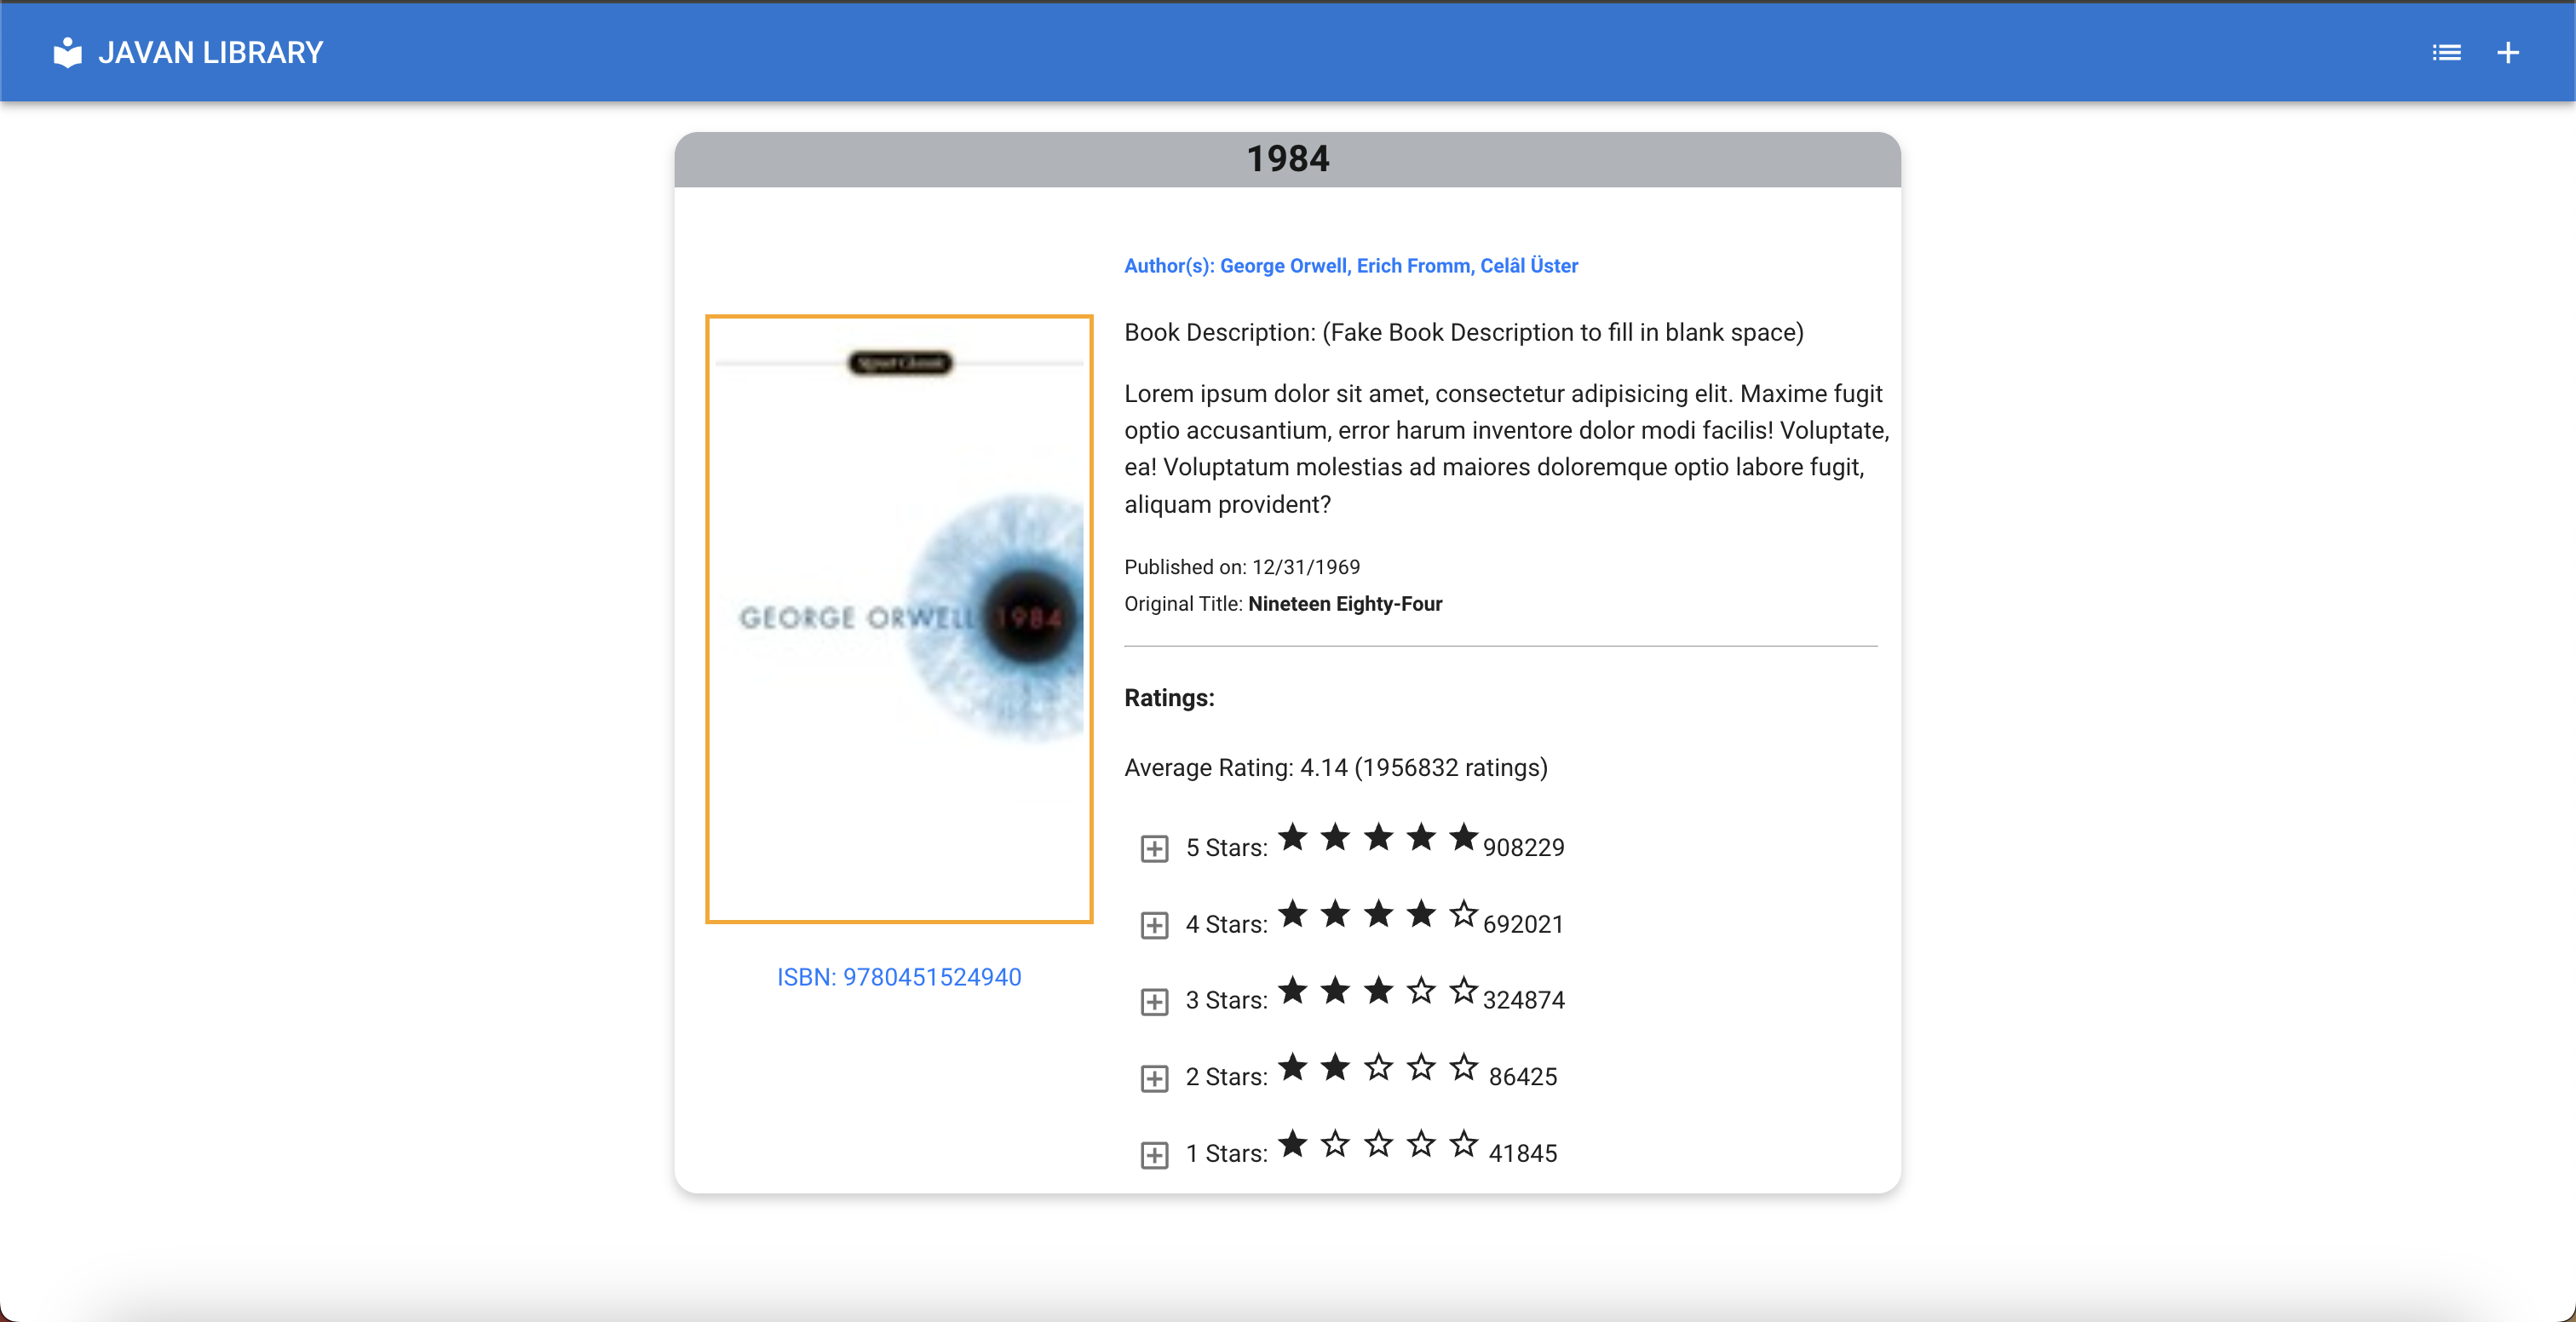 JAVAN LIBRARY
1984
Author(s): George Orwell, Erich Fromm, Celâl Üster
Book Description: (Fake Book Description to fill in blank space)
Lorem ipsum dolor sit amet, consectetur adipisicing elit. Maxime fugit
optio accusantium, error harum inventore dolor modi facilis! Voluptate,
ea! Voluptatum molestias ad maiores doloremque optio labore fugit,
aliquam provident?
Published on: 12/31/1969
Original Title: Nineteen Eighty-Four
Signet Classic
GEORGE ORWELL 1984
ISBN: 9780451524940
Ratings:
Average Rating: 4.14 (1956832 ratings)
5 Stars: 908229
4 Stars: 692021
3 Stars: 324874
2 Stars: 86425
1 Stars: 41845